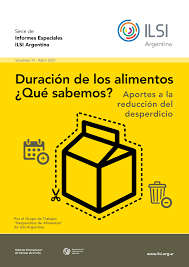 Serie de
Informes Especiales
ILSI Argentina
ILSI
Argentina
Duración de los alimentos
¿Qué sabemos?
Aportes a la
reducción del
desperdicio
Por el Grupo de Trabajo
"Desperdicio de Alimentos"
de ILSI Argentina
www.ilsi.org.ar